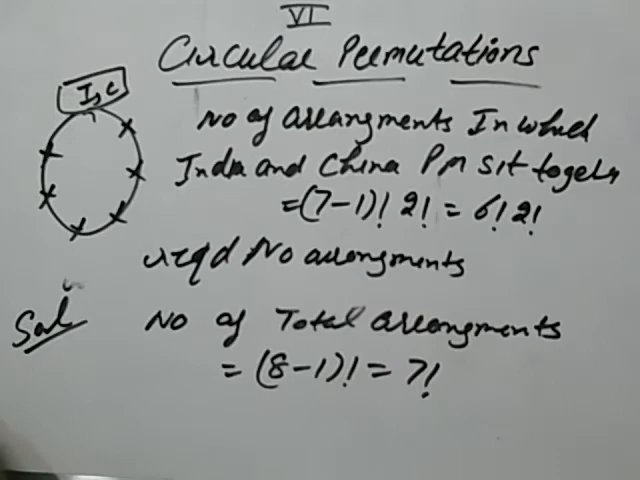 VI
Circular Permutations
I,C
No of arrangments In which
India and China PM sit togeth
= (7-1)! 2! = 6! 2!
reqd No arrangments
Sol No of Total arrangments
= (8-1)! = 7!